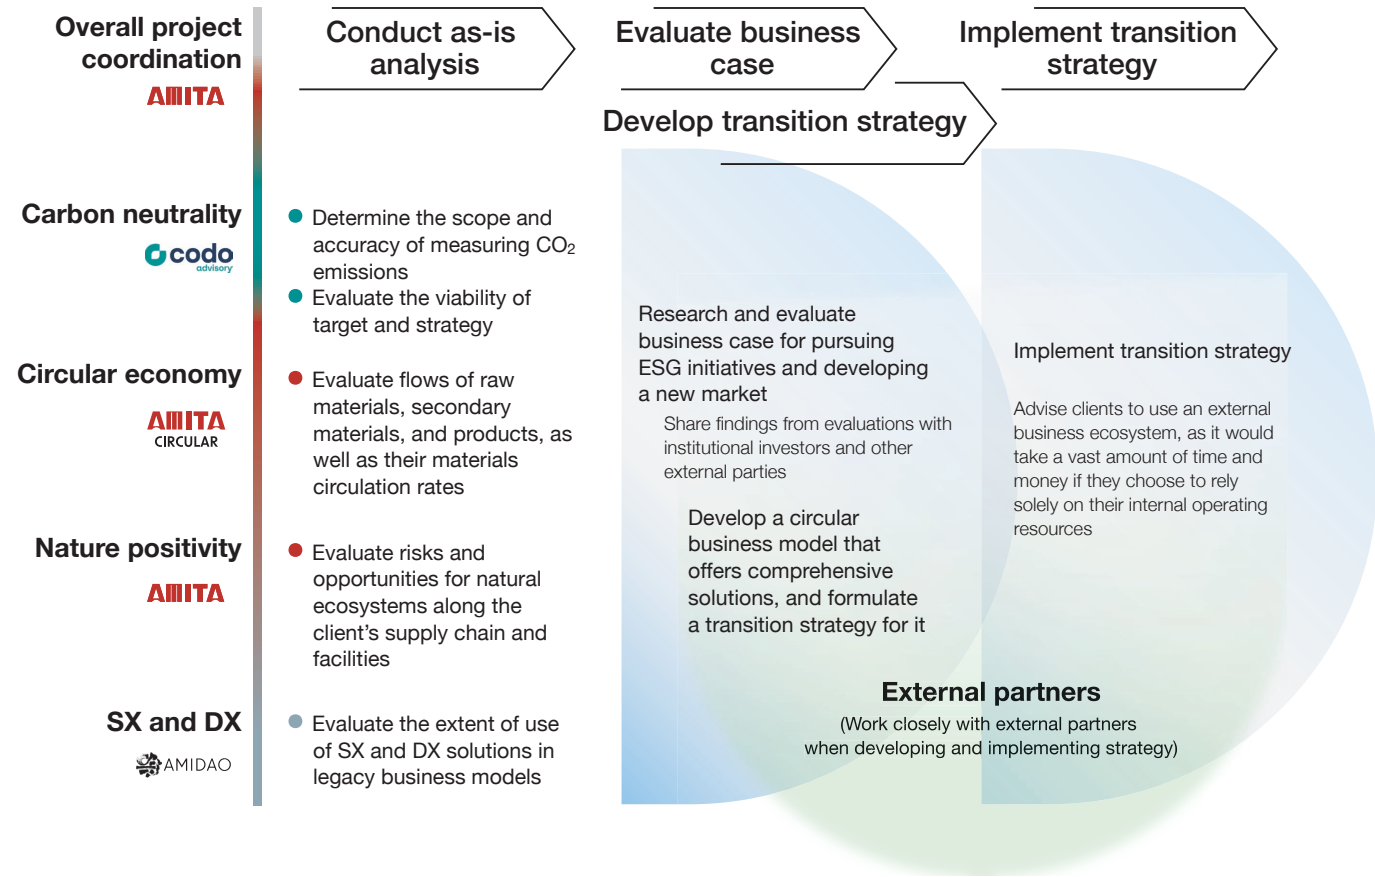 Overall project
coordination
AMITA
Conduct as-is
analysis
Evaluate business
case
Develop transition strategy
Implement transition
strategy
Carbon neutrality
codo
advisory
Determine the scope and
accuracy of measuring CO₂
emissions
Evaluate the viability of
target and strategy
Circular economy
AMITA
CIRCULAR
Evaluate flows of raw
materials, secondary
materials, and products, as
well as their materials
circulation rates
Nature positivity
AMITA
Evaluate risks and
opportunities for natural
ecosystems along the
client’s supply chain and
facilities
SX and DX
AMIDAO
Evaluate the extent of use
of SX and DX solutions in
legacy business models
Research and evaluate
business case for pursuing
ESG initiatives and developing
a new market
Share findings from evaluations with
institutional investors and other
external parties
Develop a circular
business model that
offers comprehensive
solutions, and formulate
a transition strategy for it
Implement transition strategy
Advise clients to use an external
business ecosystem, as it would
take a vast amount of time and
money if they choose to rely
solely on their internal operating
resources
External partners
(Work closely with external partners
when developing and implementing strategy)